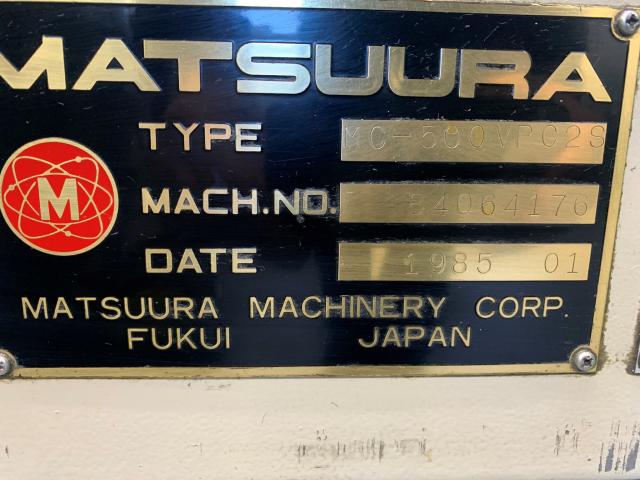 MATSUURA
TYPE MC-500VPC2S
M
MACH.NO. 84064176
DATE 1985 01
MATSUURA MACHINERY CORP.
FUKUI JAPAN